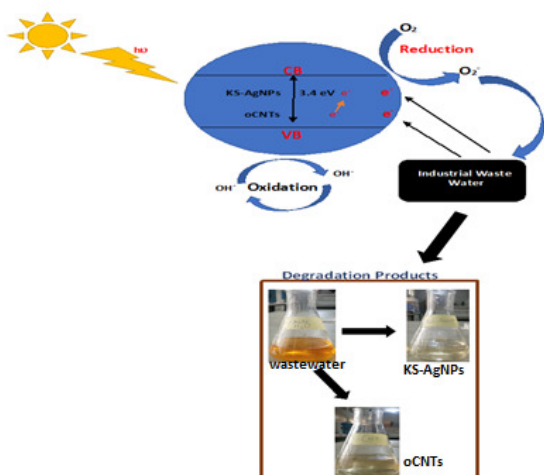 hυ
O₂
Reduction
O₂⁻
CB
KS-AgNPs 3.4 eV e⁻ e⁻
oCNTs e⁻ e⁻
VB
OH⁻ Oxidation OH⁻
Industrial Waste
Water
Degradation Products
wastewater
KS-AgNPs
oCNTs